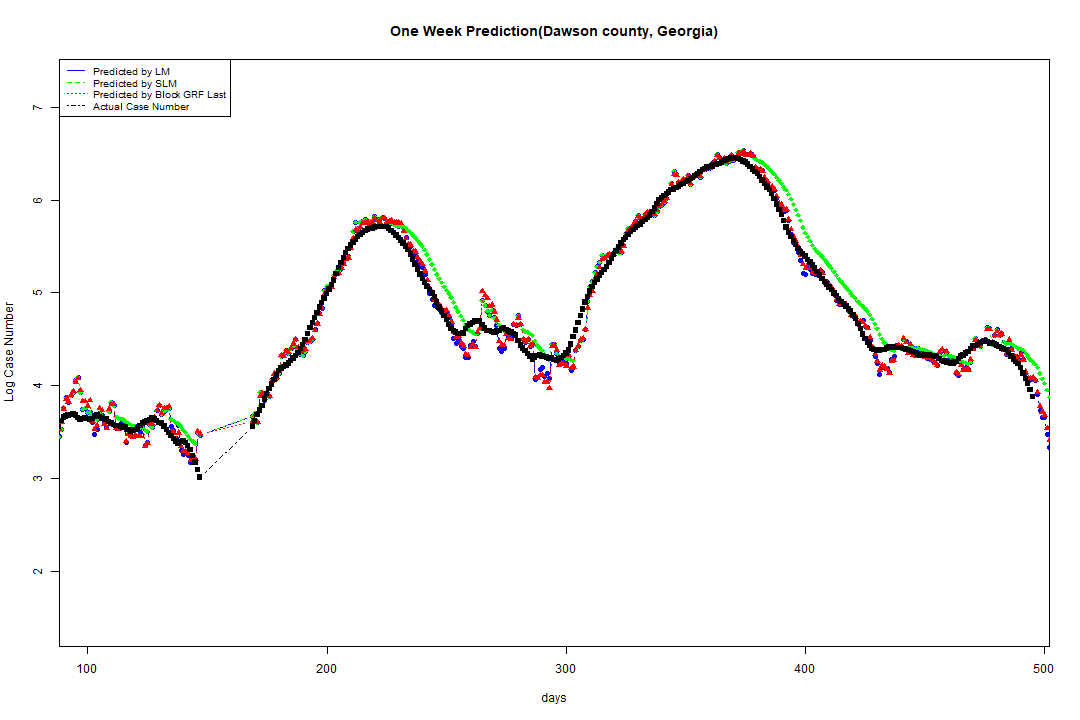 One Week Prediction(Dawson county, Georgia)
Predicted by LM
Predicted by SLM
Predicted by Block GRF Last
Actual Case Number
7
6
5
4
3
2
Log Case Number
100 200 300 400 500
days